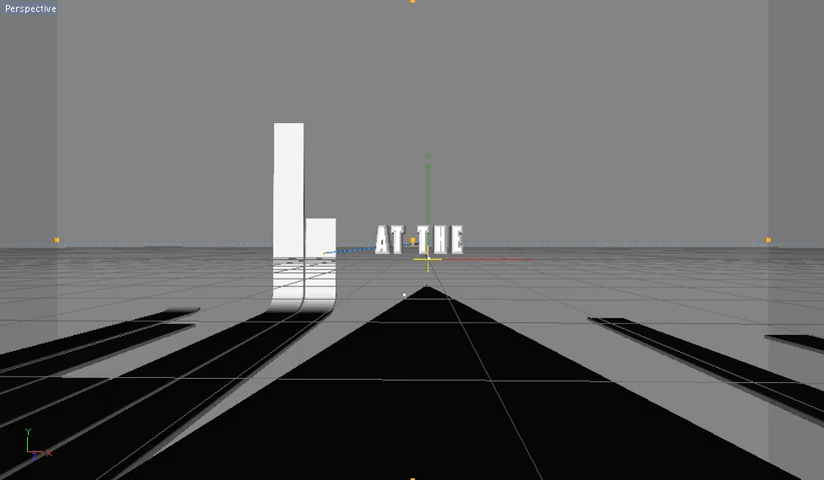 Perspective
AT THE
Y
Y
X
Z